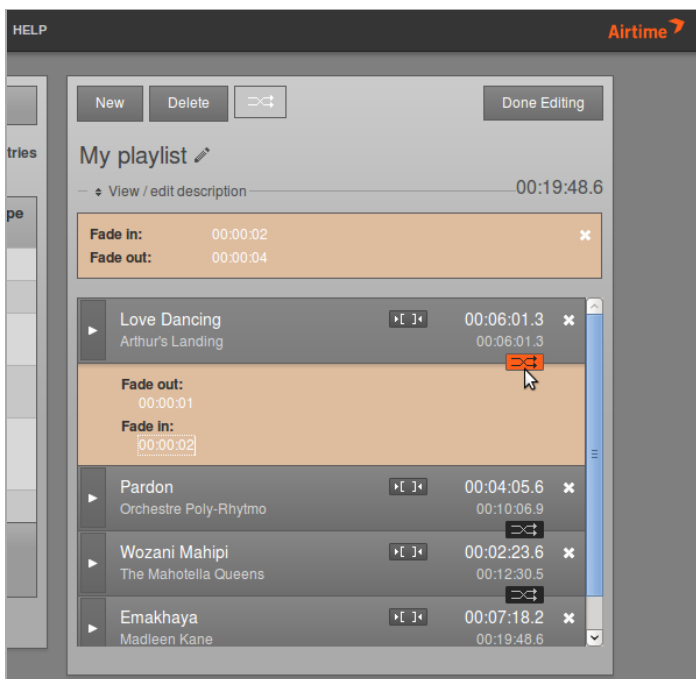 HELP
Airtime
New Delete Done Editing
tries
My playlist
View / edit description 00:19:48.6
pe
Fade in: 00:00:02
Fade out: 00:00:04
Love Dancing 00:06:01.3
Arthur's Landing 00:06:01.3
Fade out:
00:00:01
Fade in:
00:00:02
Pardon 00:04:05.6
Orchestre Poly-Rhytmo 00:10:06.9
Wozani Mahipi 00:02:23.6
The Mahotella Queens 00:12:30.5
Emakhaya 00:07:18.2
Madleen Kane 00:19:48.6